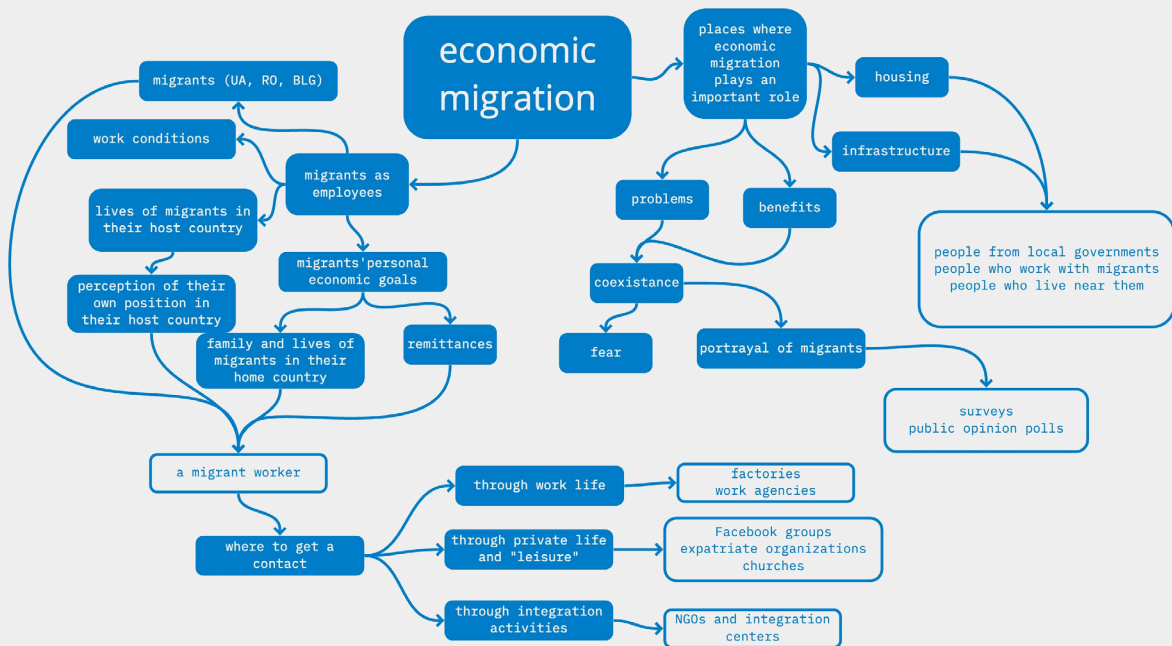 economic
migration
places where
economic
migration
plays an
important role
housing
infrastructure
people from local governments
people who work with migrants
people who live near them
problems
benefits
coexistance
fear
portrayal of migrants
surveys
public opinion polls
migrants (UA, RO, BLG)
work conditions
migrants as
employees
lives of migrants in
their host country
perception of their
own position in
their host country
migrants'personal
economic goals
family and lives of
migrants in their
home country
remittances
a migrant worker
where to get a
contact
through work life
factories
work agencies
through private life
and "leisure"
Facebook groups
expatriate organizations
churches
through integration
activities
NGOs and integration
centers